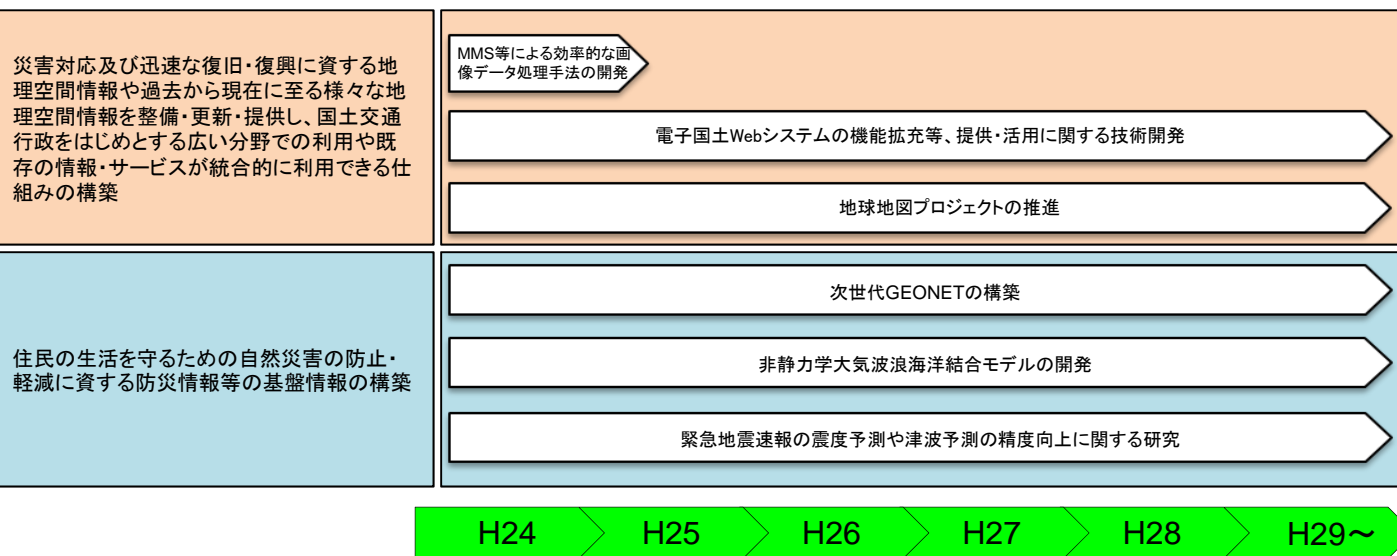 災害対応及び迅速な復旧・復興に資する地
理空間情報や過去から現在に至る様々な地
理空間情報を整備・更新・提供し、国土交通
行政をはじめとする広い分野での利用や既
存の情報・サービスが統合的に利用できる仕
組みの構築
MMS等による効率的な画
像データ処理手法の開発
電子国土Webシステムの機能拡充等、提供・活用に関する技術開発
地球地図プロジェクトの推進
住民の生活を守るための自然災害の防止・
軽減に資する防災情報等の基盤情報の構築
次世代GEONETの構築
非静力学大気波浪海洋結合モデルの開発
緊急地震速報の震度予測や津波予測の精度向上に関する研究
H24 H25 H26 H27 H28 H29～